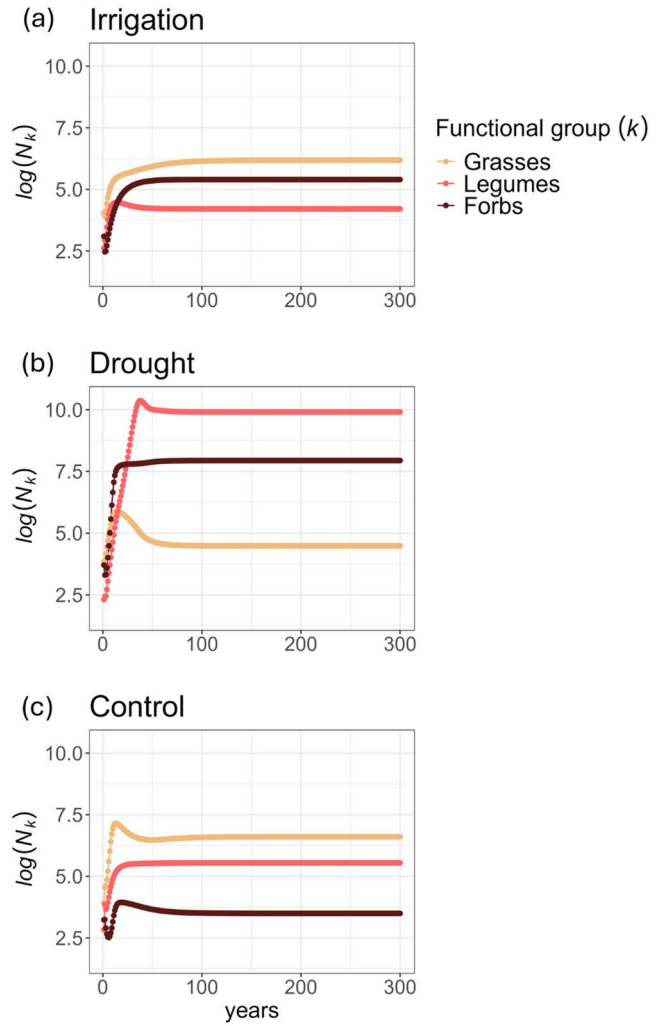 (a) Irrigation
10.0
7.5
5.0
2.5
log(Nk)
0 100 200 300
Functional group (k)
Grasses
Legumes
Forbs
(b) Drought
10.0
7.5
5.0
2.5
log(Nk)
0 100 200 300
(c) Control
10.0
7.5
5.0
2.5
log(Nk)
0 100 200 300
years